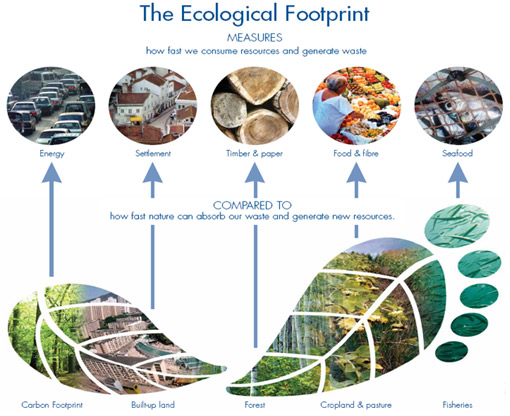 The Ecological Footprint
MEASURES
how fast we consume resources and generate waste
Energy
Settlement
Timber & paper
Food & fibre
Seafood
COMPARED TO
how fast nature can absorb our waste and generate new resources.
Carbon Footprint
Built-up land
Forest
Cropland & pasture
Fisheries